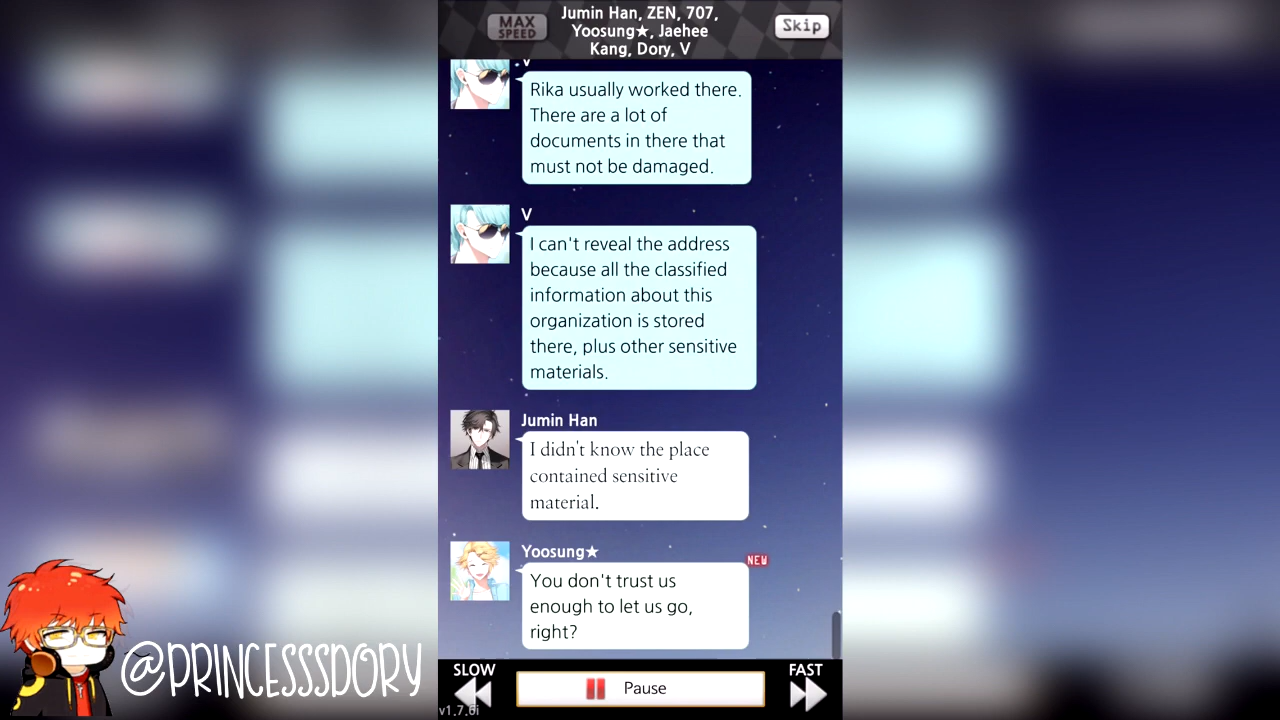 MAX
SPEED
Jumin Han, ZEN, 707,
Yoosung★, Jaehee
Kang, Dory, V
Skip
V
Rika usually worked there.
There are a lot of
documents in there that
must not be damaged.
V
I can't reveal the address
because all the classified
information about this
organization is stored
there, plus other sensitive
materials.
Jumin Han
I didn't know the place
contained sensitive
material.
Yoosung★
NEW
You don't trust us
enough to let us go,
right?
@PRINCESSSDORY
SLOW
Pause
FAST
v1.7.6i